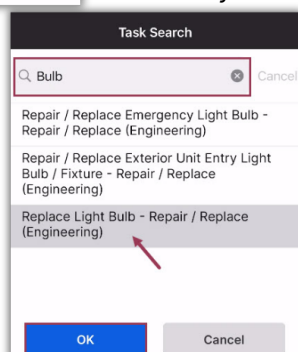 Task Search
Bulb
Cancel
Repair / Replace Emergency Light Bulb -
Repair / Replace (Engineering)
Repair / Replace Exterior Unit Entry Light
Bulb / Fixture - Repair / Replace
(Engineering)
Replace Light Bulb - Repair / Replace
(Engineering)
OK
Cancel